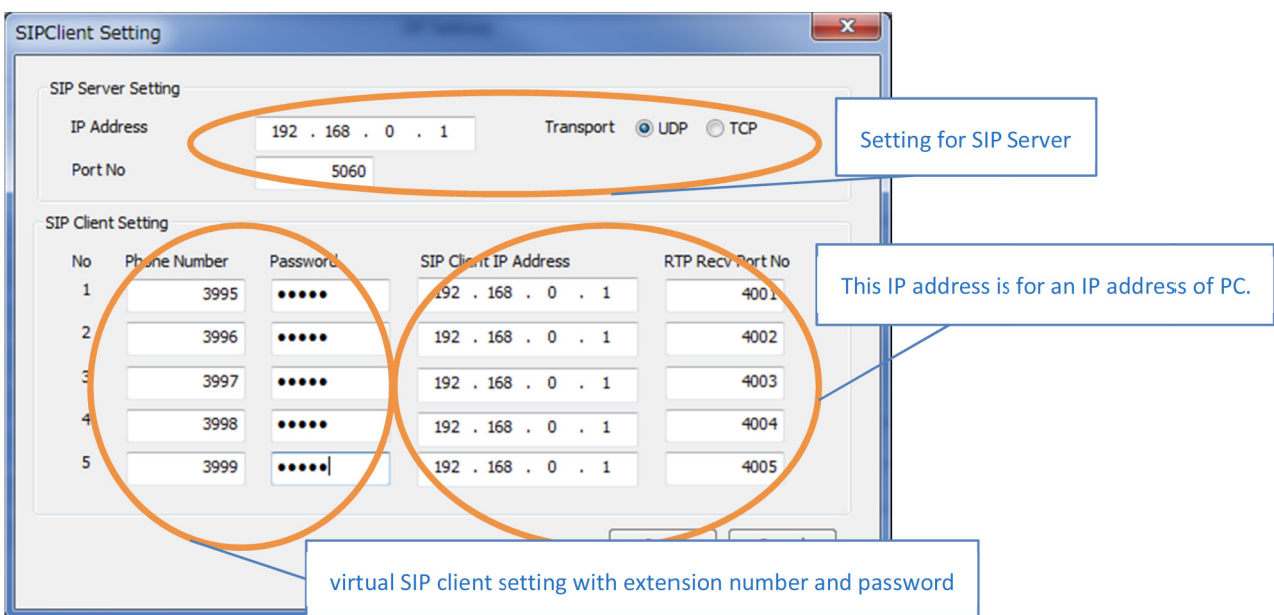 SIPClient Setting
SIP Server Setting
IP Address 192 . 168 . 0 . 1 Transport UDP TCP
Port No 5060
Setting for SIP Server
SIP Client Setting
No Phone Number Password SIP Client IP Address RTP Recv Port No
1 3995 ●●●●● 192 . 168 . 0 . 1 4001
2 3996 ●●●●● 192 . 168 . 0 . 1 4002
3 3997 ●●●●● 192 . 168 . 0 . 1 4003
4 3998 ●●●●● 192 . 168 . 0 . 1 4004
5 3999 ●●●●● 192 . 168 . 0 . 1 4005
This IP address is for an IP address of PC.
virtual SIP client setting with extension number and password